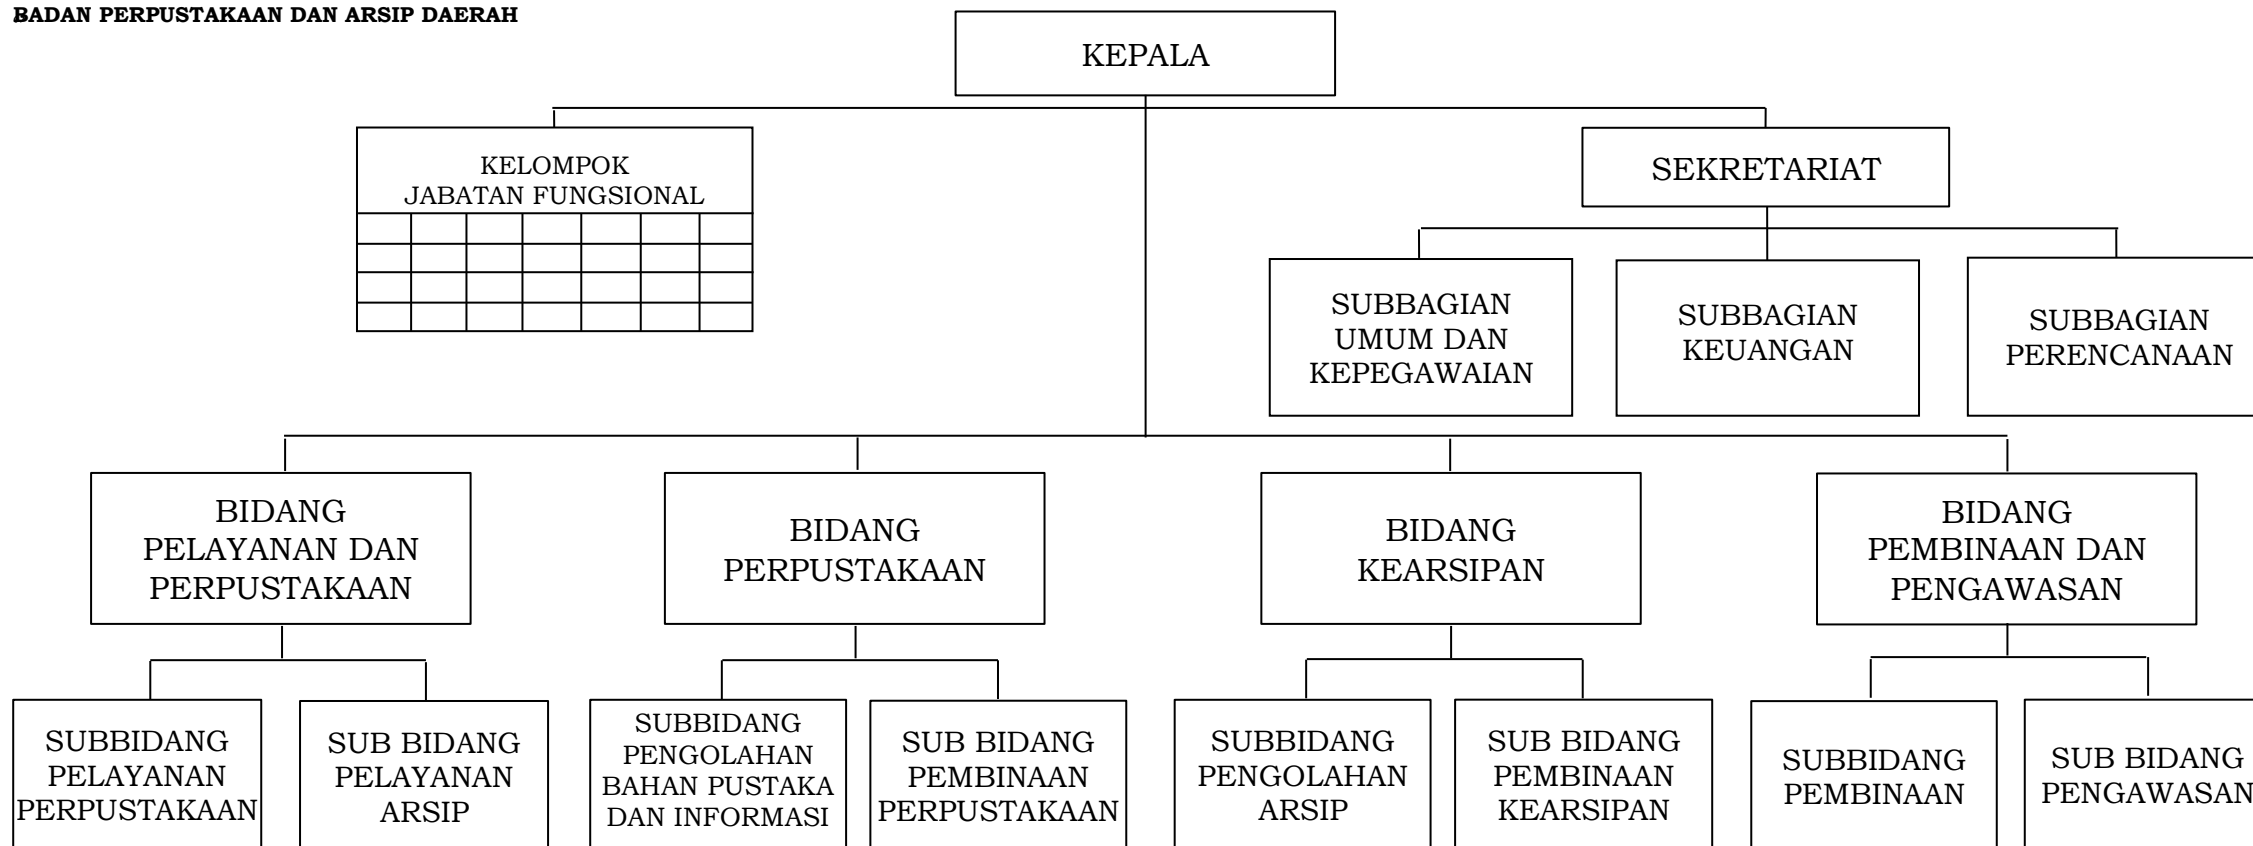 BADAN PERPUSTAKAAN DAN ARSIP DAERAH
KEPALA
KELOMPOK
JABATAN FUNGSIONAL
SEKRETARIAT
SUBBAGIAN
UMUM DAN
KEPEGAWAIAN
SUBBAGIAN
KEUANGAN
SUBBAGIAN
PERENCANAAN
BIDANG
PELAYANAN DAN
PERPUSTAKAAN
BIDANG
PERPUSTAKAAN
BIDANG
KEARSIPAN
BIDANG
PEMBINAAN DAN
PENGAWASAN
SUBBIDANG
PELAYANAN
PERPUSTAKAAN
SUB BIDANG
PELAYANAN
ARSIP
SUBBIDANG
PENGOLAHAN
BAHAN PUSTAKA
DAN INFORMASI
SUB BIDANG
PEMBINAAN
PERPUSTAKAAN
SUBBIDANG
PENGOLAHAN
ARSIP
SUB BIDANG
PEMBINAAN
KEARSIPAN
SUBBIDANG
PEMBINAAN
SUB BIDANG
PENGAWASAN